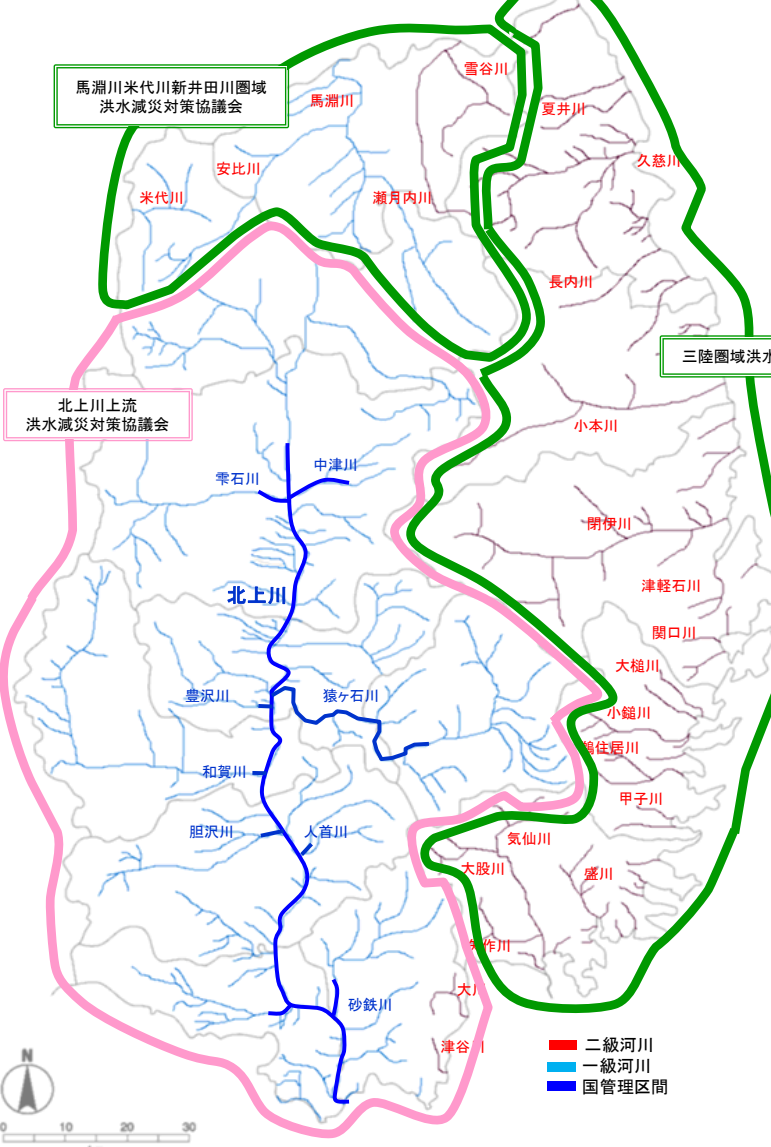 雪谷川
馬淵川米代川新井田川圏域
洪水減災対策協議会
馬淵川
夏井川
久慈川
安比川
米代川
瀬月内川
長内川
三陸圏域洪水
北上川上流
洪水減災対策協議会
小本川
中津川
雫石川
閉伊川
津軽石川
北上川
関口川
大槌川
豊沢川
猿ヶ石川
小鎚川
鵜住居川
和賀川
甲子川
胆沢川
人首川
気仙川
大股川
盛川
矢作川
大川
砂鉄川
津谷川
二級河川
一級河川
国管理区間
N
0 10 20 30